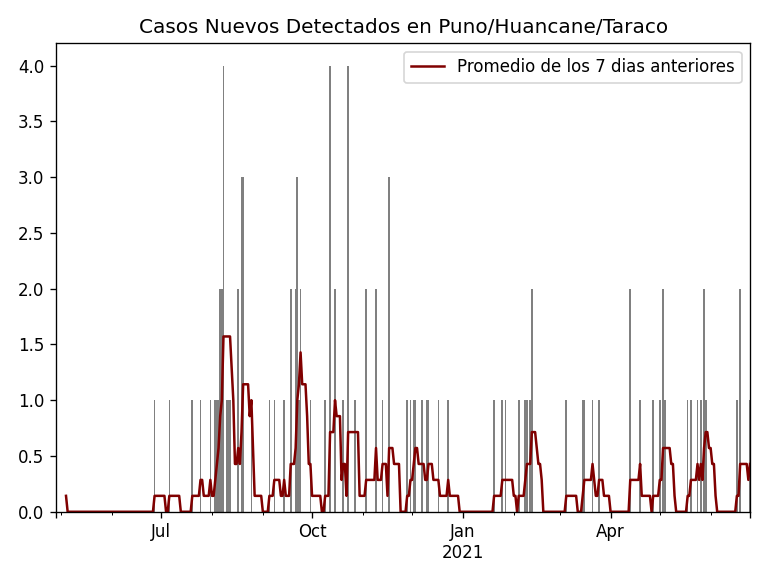 Casos Nuevos Detectados en Puno/Huancane/Taraco
Promedio de los 7 dias anteriores
4.0
3.5
3.0
2.5
2.0
1.5
1.0
0.5
0.0
Jul
Oct
Jan
Apr
2021